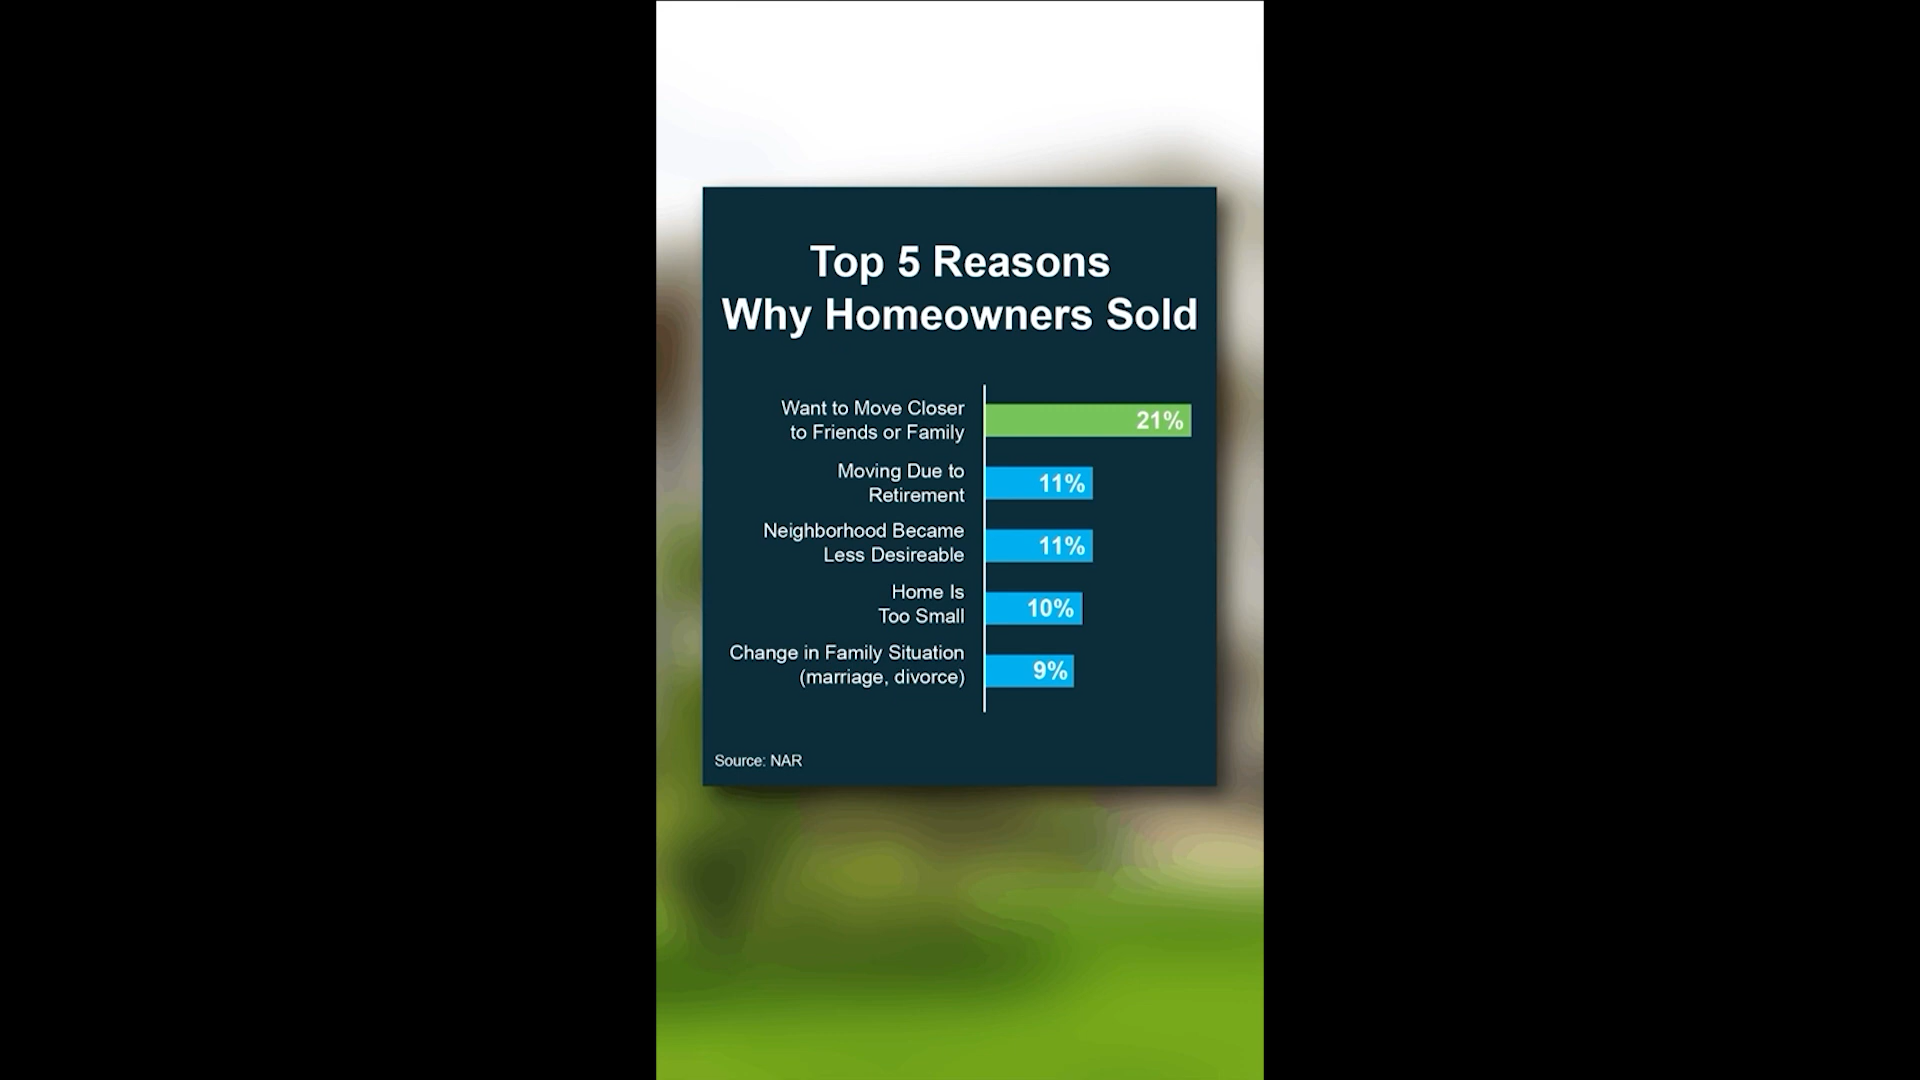 Top 5 Reasons
Why Homeowners Sold
Want to Move Closer
to Friends or Family
21%
Moving Due to
Retirement
11%
Neighborhood Became
Less Desireable
11%
Home Is
Too Small
10%
Change in Family Situation
(marriage, divorce)
9%
Source: NAR